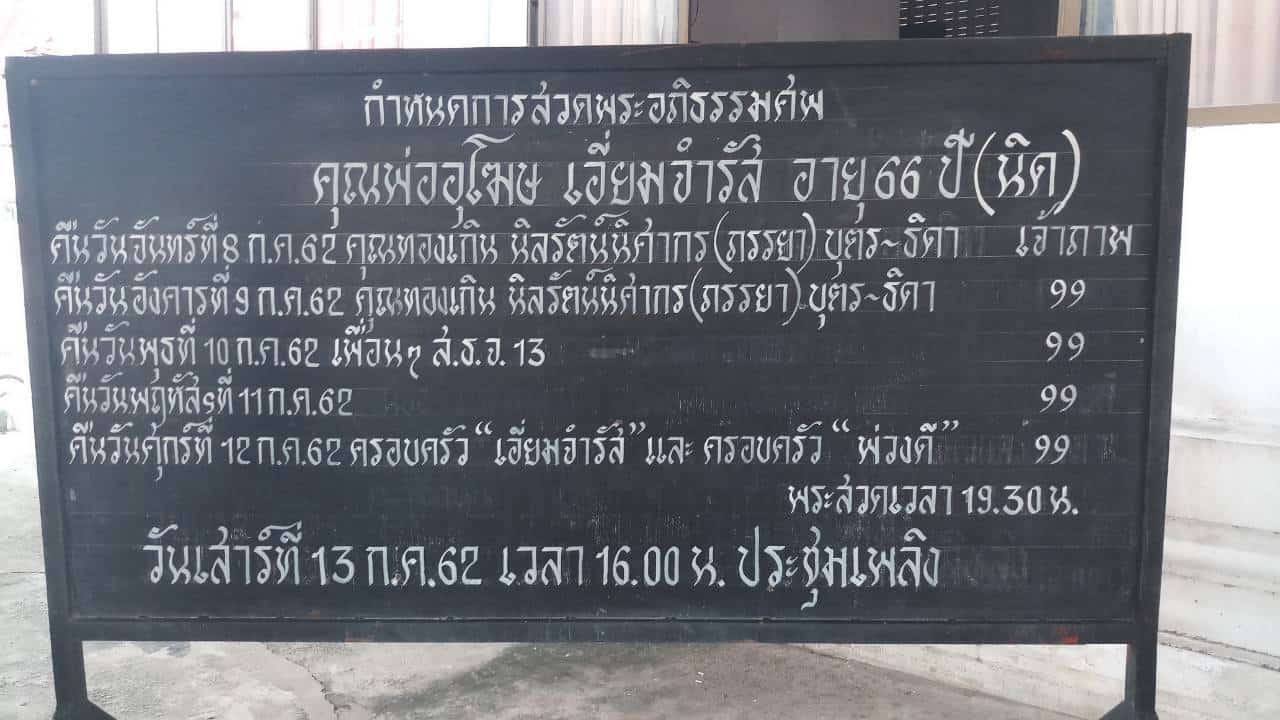 กำหนดการสวดพระอภิธรรมศพ
คุณพ่ออุโฆษ เอี่ยมจำรัส อายุ 66 ปี (นิด)
คืนวันจันทร์ที่ 8 ก.ค.62 คุณทองเกิน นิลรัตน์นิศากร (ภรรยา) บุตร~ธิดา เจ้าภาพ
คืนวันอังคารที่ 9 ก.ค.62 คุณทองเกิน นิลรัตน์นิศากร (ภรรยา) บุตร~ธิดา 99
คืนวันพุธที่ 10 ก.ค.62 เพื่อนๆ ส.ธ.จ. 13 99
คืนวันพฤหัสฯที่ 11 ก.ค.62 99
คืนวันศุกร์ที่ 12 ก.ค.62 ครอบครัว “เอี่ยมจำรัส” และ ครอบครัว “พ่วงดี” 99
พระสวดเวลา 19.30 น.
วันเสาร์ที่ 13 ก.ค.62 เวลา 16.00 น. ประชุมเพลิง